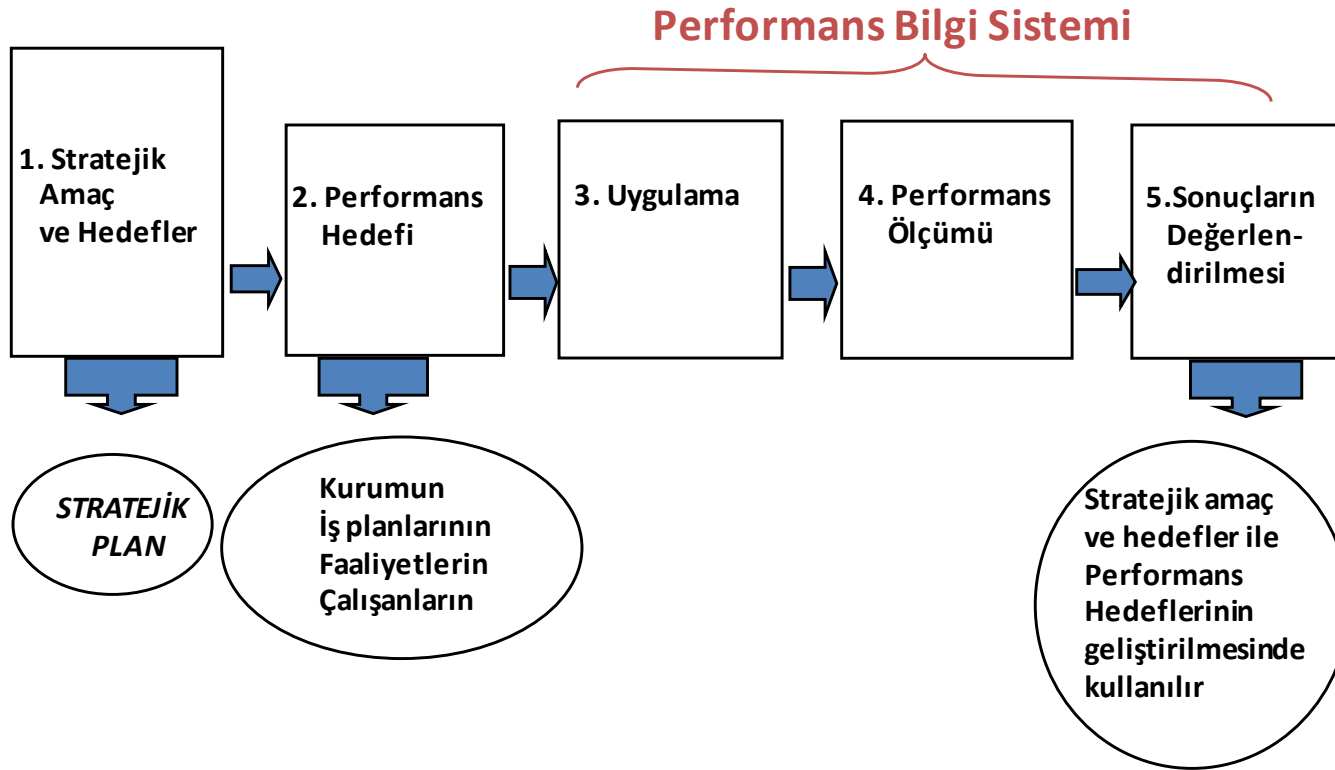 Performans Bilgi Sistemi
1. Stratejik
Amaç
ve Hedefler
2. Performans
Hedefi
3. Uygulama
4. Performans
Ölçümü
5.Sonuçların
Değerlen-
dirilmesi
STRATEJİK
PLAN
Kurumun
İş planlarının
Faaliyetlerin
Çalışanların
Stratejik amaç
ve hedefler ile
Performans
Hedeflerinin
geliştirilmesinde
kullanılır